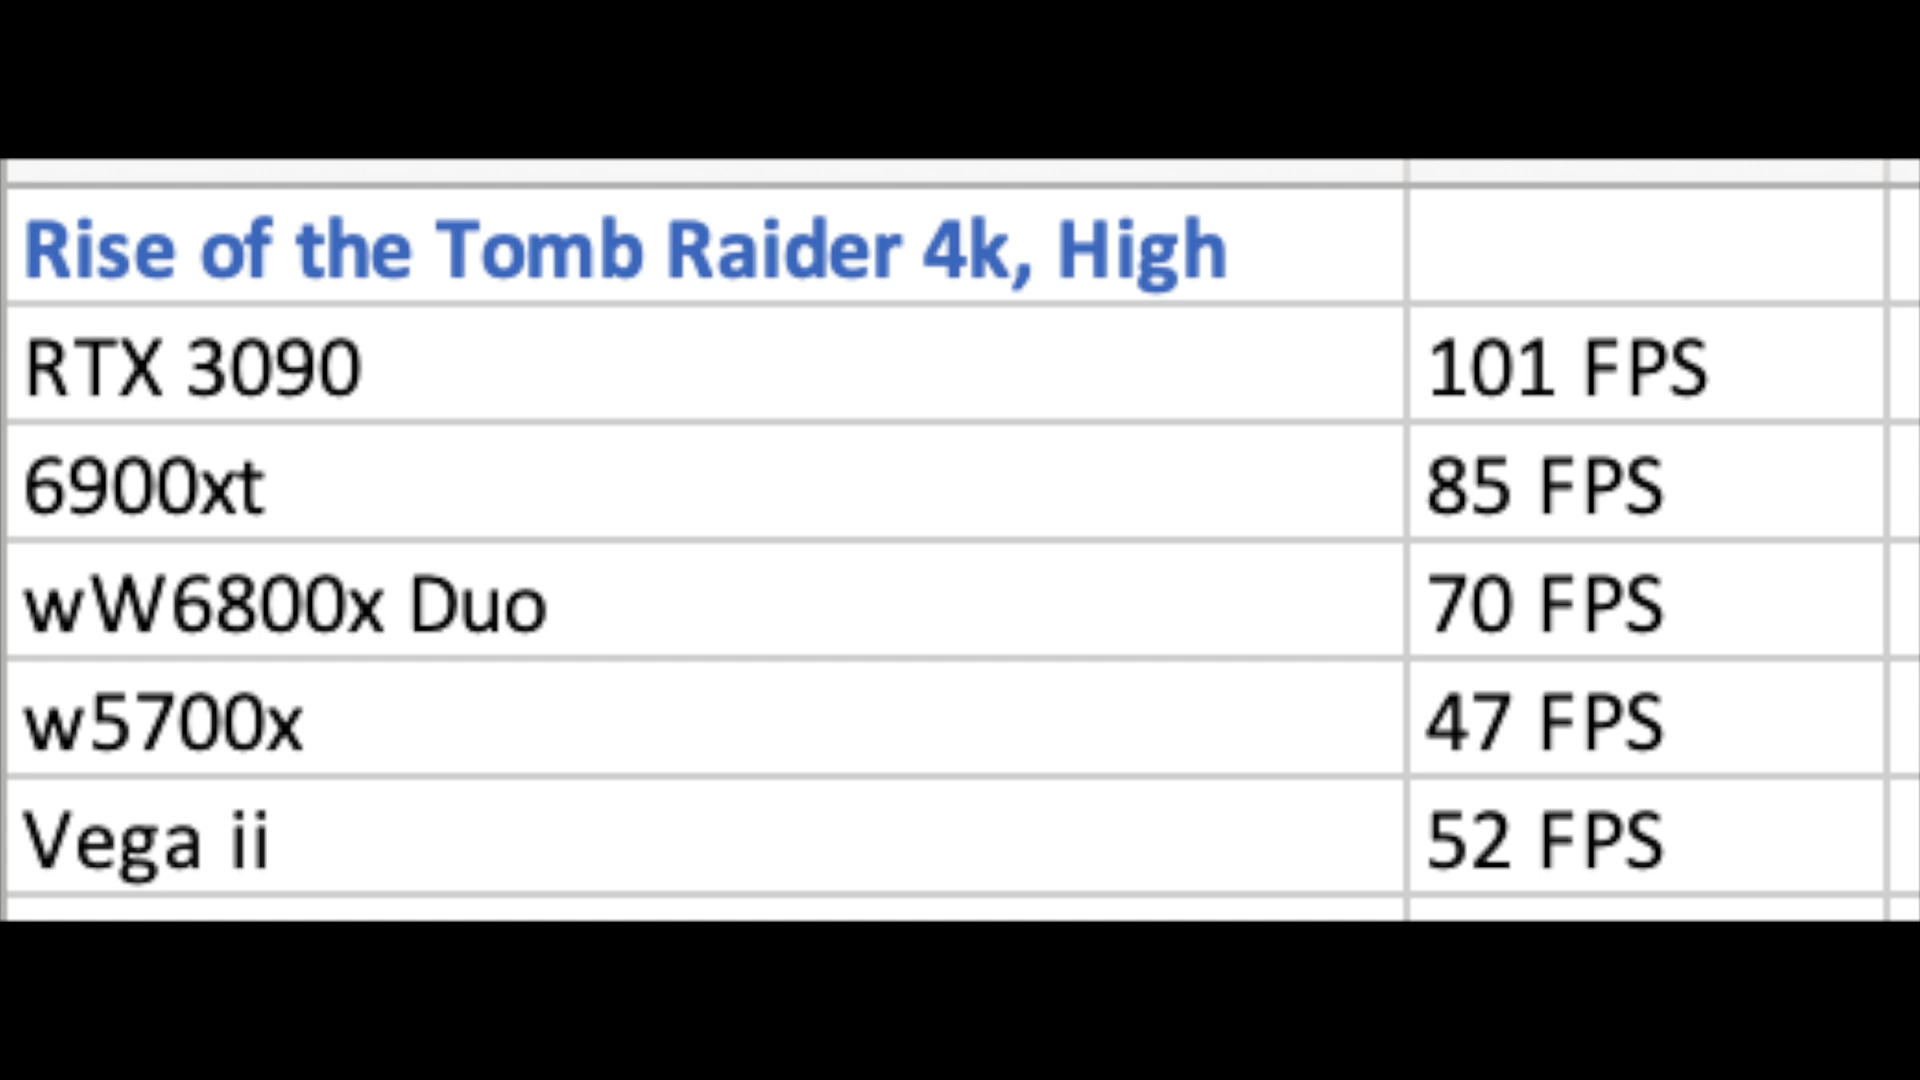 Rise of the Tomb Raider 4k, High
RTX 3090 101 FPS
6900xt 85 FPS
wW6800x Duo 70 FPS
w5700x 47 FPS
Vega ii 52 FPS